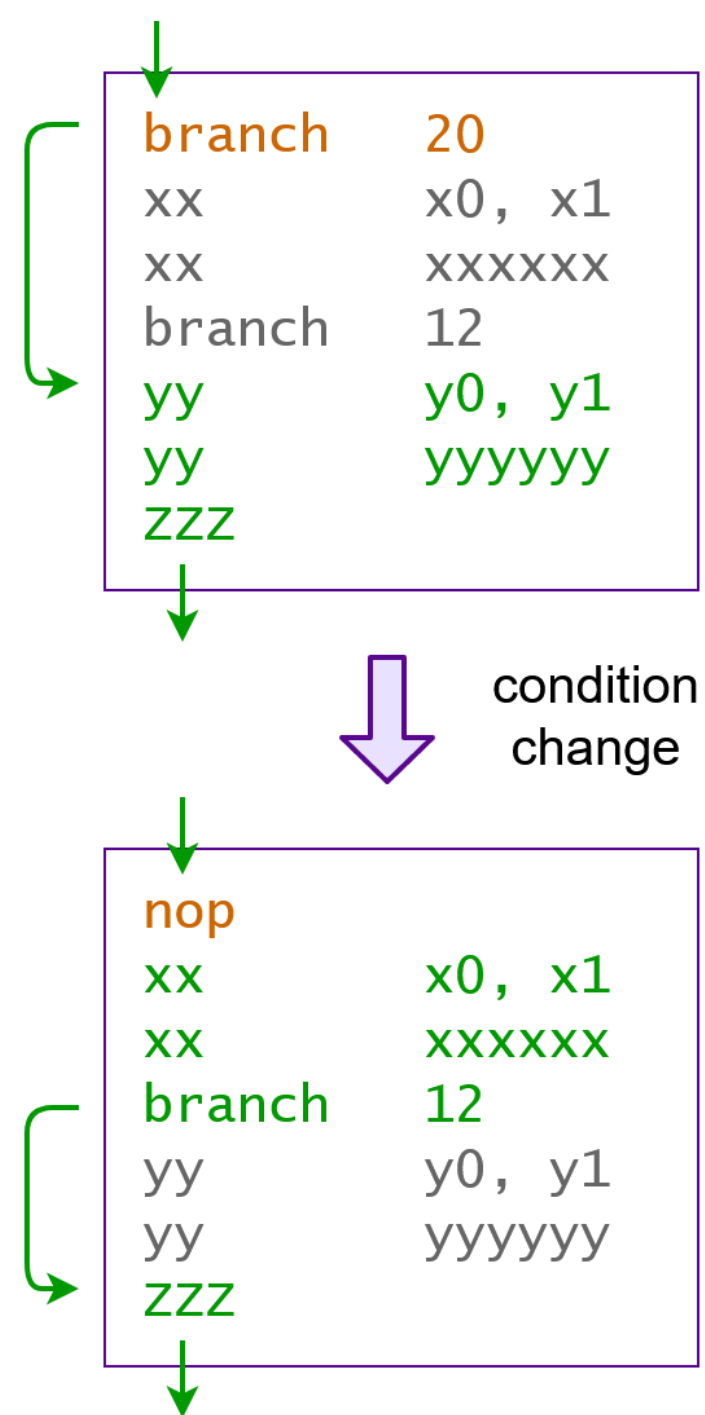 branch 20
xx x0, x1
xx xxxxxx
branch 12
yy y0, y1
yy yyyyyy
zzz
condition
change
nop
xx x0, x1
xx xxxxxx
branch 12
yy y0, y1
yy yyyyyy
zzz